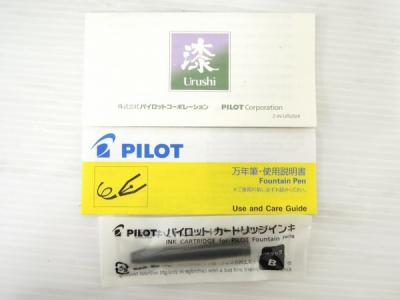 漆
Urushi
株式会社パイロットコーポレーション PILOT Corporation
PILOT
万年筆・使用説明書
Fountain Pen
Use and Care Guide
PILOT パイロットカートリッジインキ
INK CARTRIDGE for PILOT Fountain
B